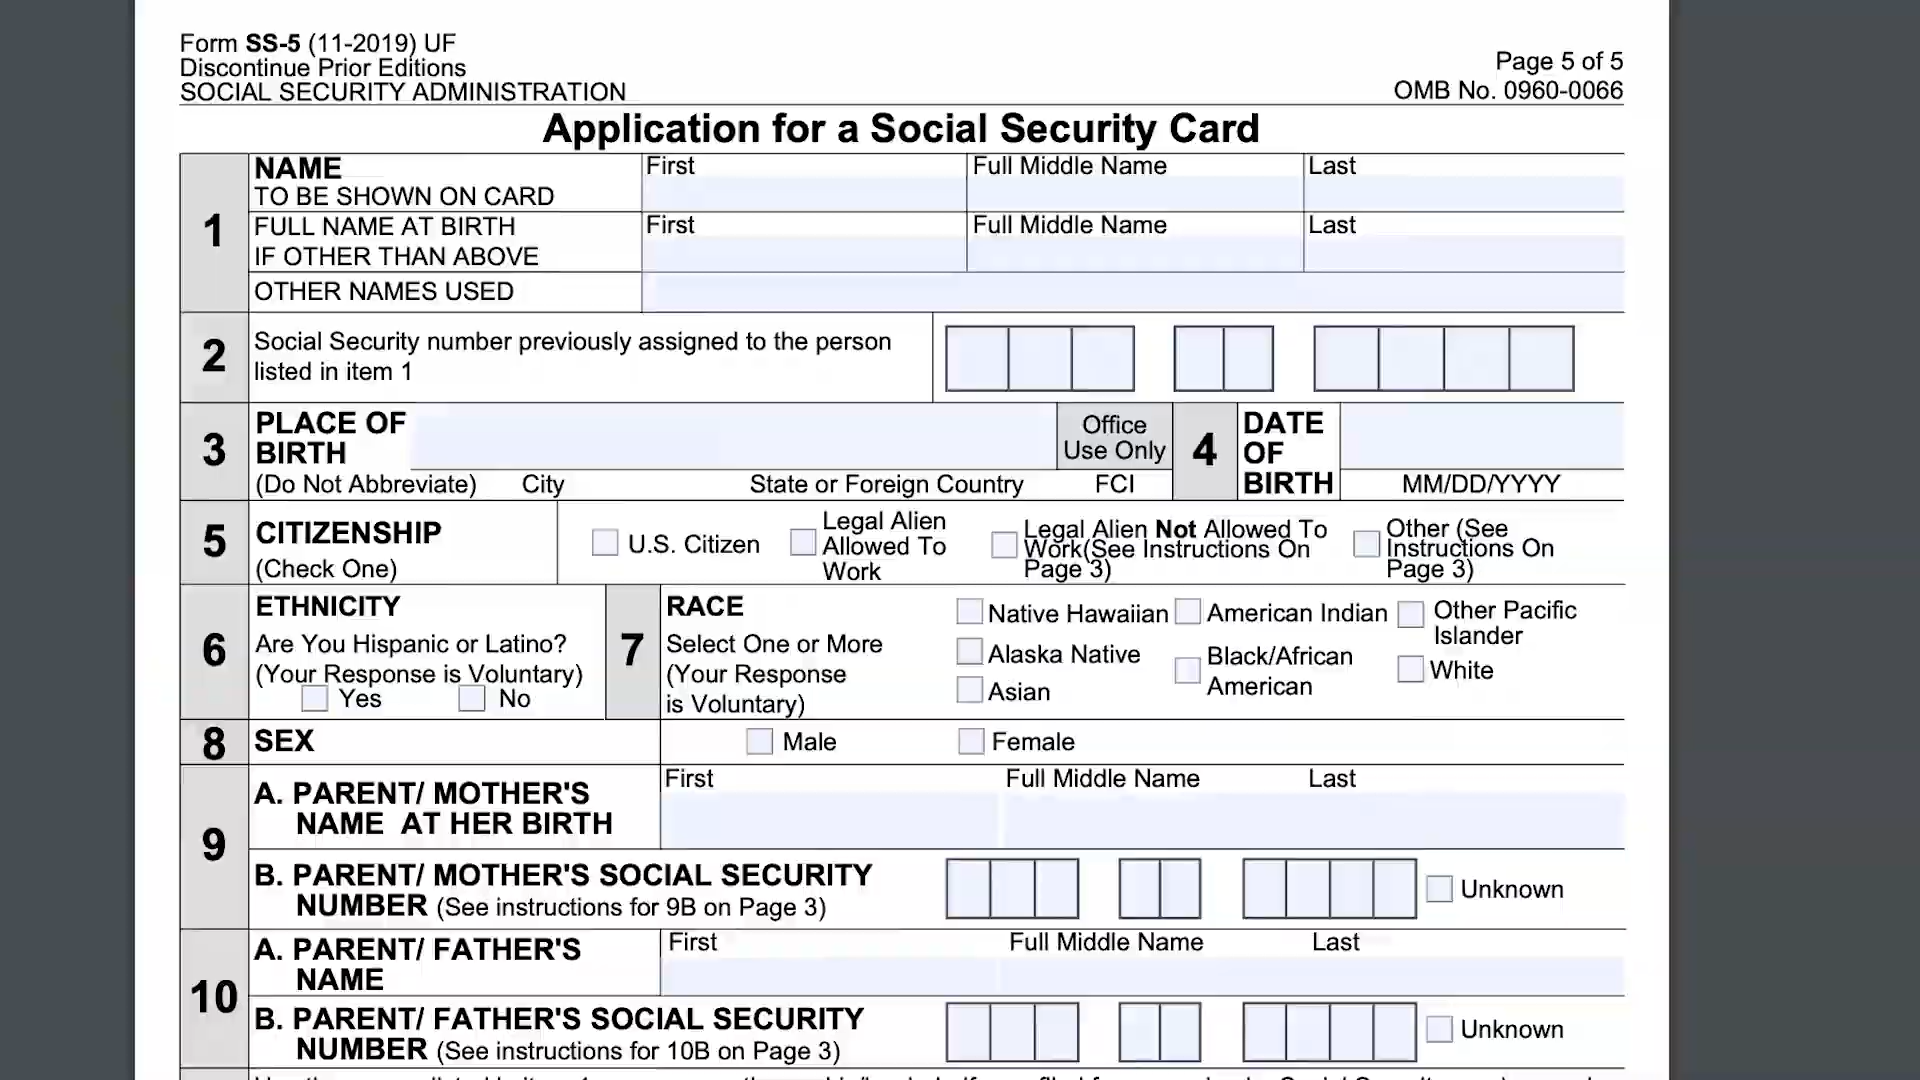 Form SS-5 (11-2019) UF
Discontinue Prior Editions
SOCIAL SECURITY ADMINISTRATION
Page 5 of 5
OMB No. 0960-0066
Application for a Social Security Card
1
NAME
TO BE SHOWN ON CARD
First
Full Middle Name
Last
FULL NAME AT BIRTH
IF OTHER THAN ABOVE
First
Full Middle Name
Last
OTHER NAMES USED
2
Social Security number previously assigned to the person
listed in item 1
3
PLACE OF
BIRTH
(Do Not Abbreviate)
City
State or Foreign Country
Office
Use Only
FCI
4
DATE
OF
BIRTH
MM/DD/YYYY
5
CITIZENSHIP
(Check One)
U.S. Citizen
Legal Alien
Allowed To
Work
Legal Alien Not Allowed To
Work(See Instructions On
Page 3)
Other (See
Instructions On
Page 3)
6
ETHNICITY
Are You Hispanic or Latino?
(Your Response is Voluntary)
Yes
No
7
RACE
Select One or More
(Your Response
is Voluntary)
Native Hawaiian
Alaska Native
Asian
American Indian
Black/African
American
Other Pacific
Islander
White
8
SEX
Male
Female
9
A. PARENT/ MOTHER'S
NAME AT HER BIRTH
First
Full Middle Name
Last
B. PARENT/ MOTHER'S SOCIAL SECURITY
NUMBER (See instructions for 9B on Page 3)
Unknown
10
A. PARENT/ FATHER'S
NAME
First
Full Middle Name
Last
B. PARENT/ FATHER'S SOCIAL SECURITY
NUMBER (See instructions for 10B on Page 3)
Unknown